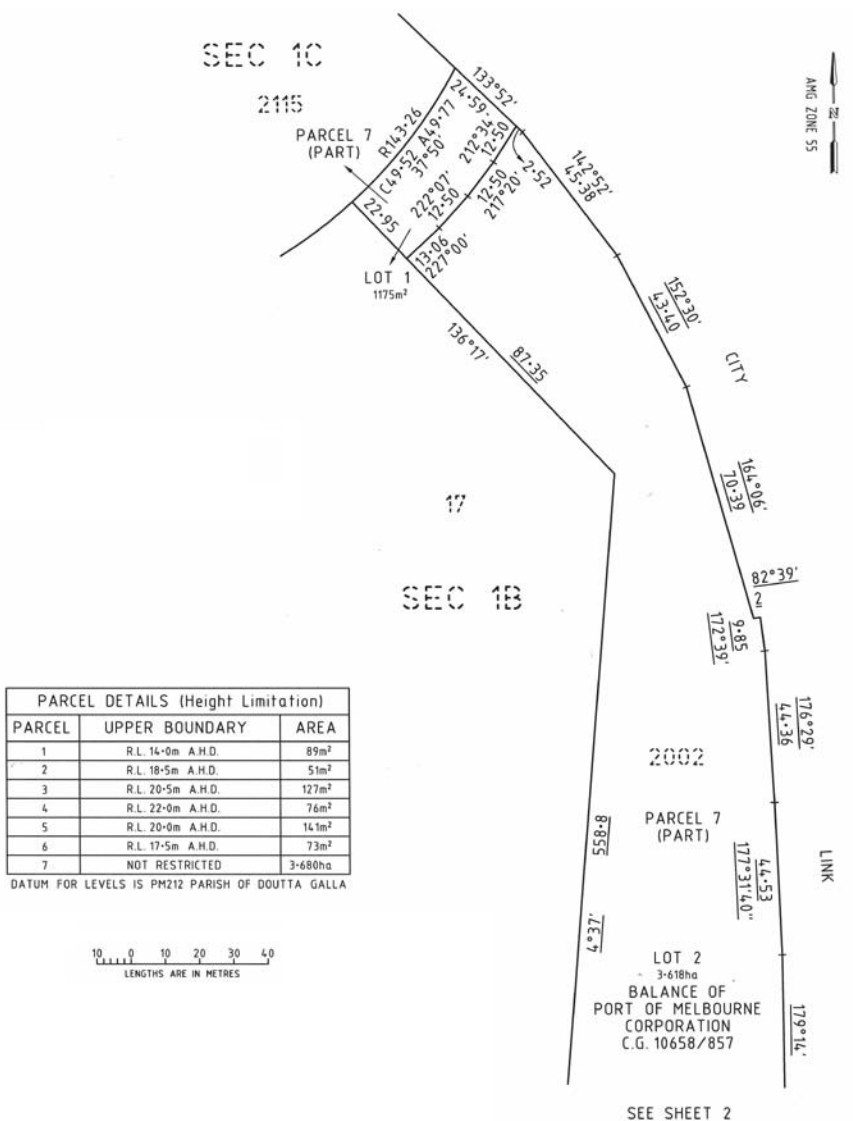 SEC 1C
2115
PARCEL 7
(PART)
R143·26
C49·52 A49·77
37°50'
133°52'
24·59
212°34'
12·50
2·52
12·50
217°20'
222°07'
12·50
22·95
13·06
227°00'
LOT 1
1175m²
142°52'
45·38
AMG ZONE 55
N
152°30'
43·40
CITY
136°17'
87·35
164°06'
70·39
17
SEC 1B
82°39'
2
9·85
172°39'
176°29'
44·36
2002
PARCEL 7
(PART)
558·8
4°37'
44·53
177°31'40"
LINK
LOT 2
3·618ha
BALANCE OF
PORT OF MELBOURNE
CORPORATION
C.G. 10658/857
179°14'
SEE SHEET 2
PARCEL DETAILS (Height Limitation)
PARCEL UPPER BOUNDARY AREA
1 R.L. 14·0m A.H.D. 89m²
2 R.L. 18·5m A.H.D. 51m²
3 R.L. 20·5m A.H.D. 127m²
4 R.L. 22·0m A.H.D. 76m²
5 R.L. 20·0m A.H.D. 141m²
6 R.L. 17·5m A.H.D. 73m²
7 NOT RESTRICTED 3·680ha
DATUM FOR LEVELS IS PM212 PARISH OF DOUTTA GALLA
10 0 10 20 30 40
LENGTHS ARE IN METRES